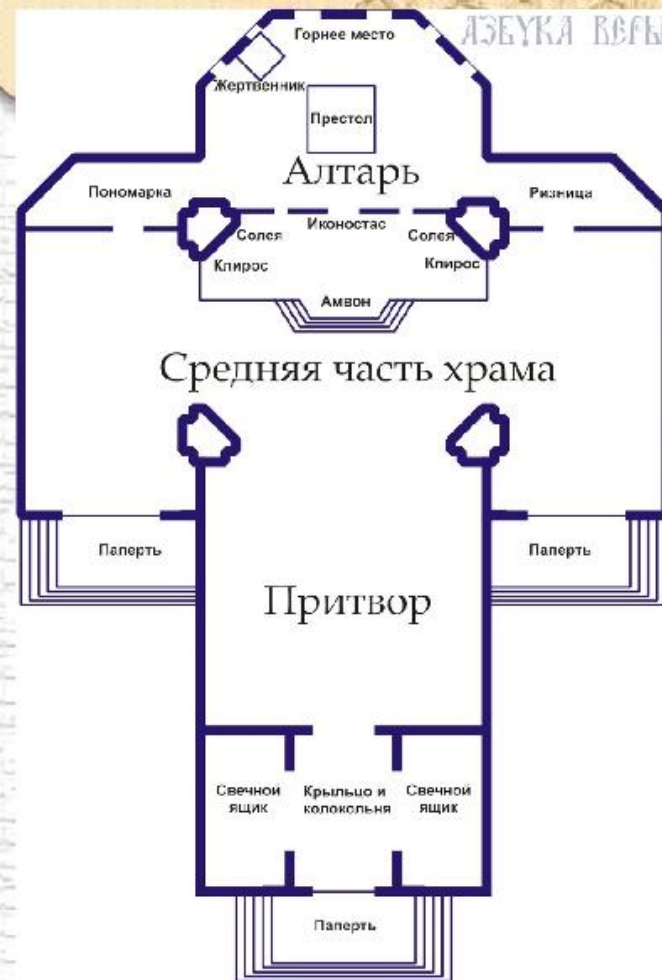 АЗБУКА ВЕРЫ
Горнее место
Жертвенник
Престол
Алтарь
Пономарка
Ризница
Иконостас
Солея
Солея
Клирос
Клирос
Амвон
Средняя часть храма
Паперть
Паперть
Притвор
Свечной
ящик
Крыльцо и
колокольня
Свечной
ящик
Паперть